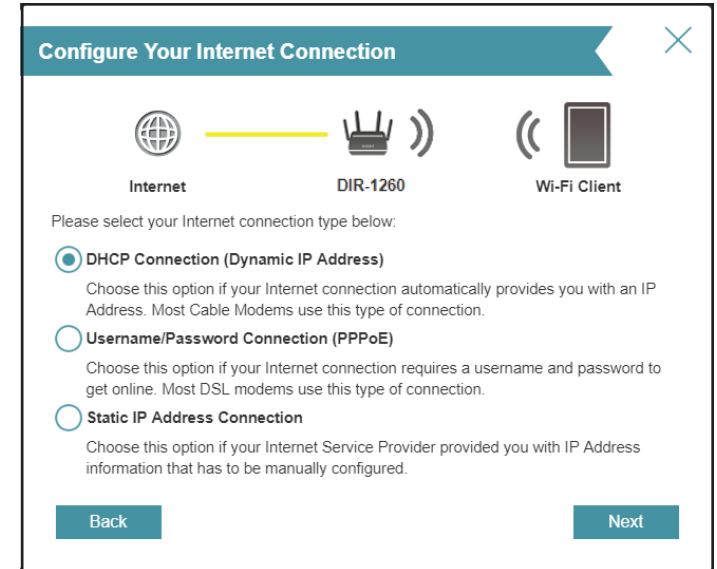 Configure Your Internet Connection
Internet
DIR-1260
Wi-Fi Client
Please select your Internet connection type below:
DHCP Connection (Dynamic IP Address)
Choose this option if your Internet connection automatically provides you with an IP
Address. Most Cable Modems use this type of connection.
Username/Password Connection (PPPoE)
Choose this option if your Internet connection requires a username and password to
get online. Most DSL modems use this type of connection.
Static IP Address Connection
Choose this option if your Internet Service Provider provided you with IP Address
information that has to be manually configured.
Back
Next